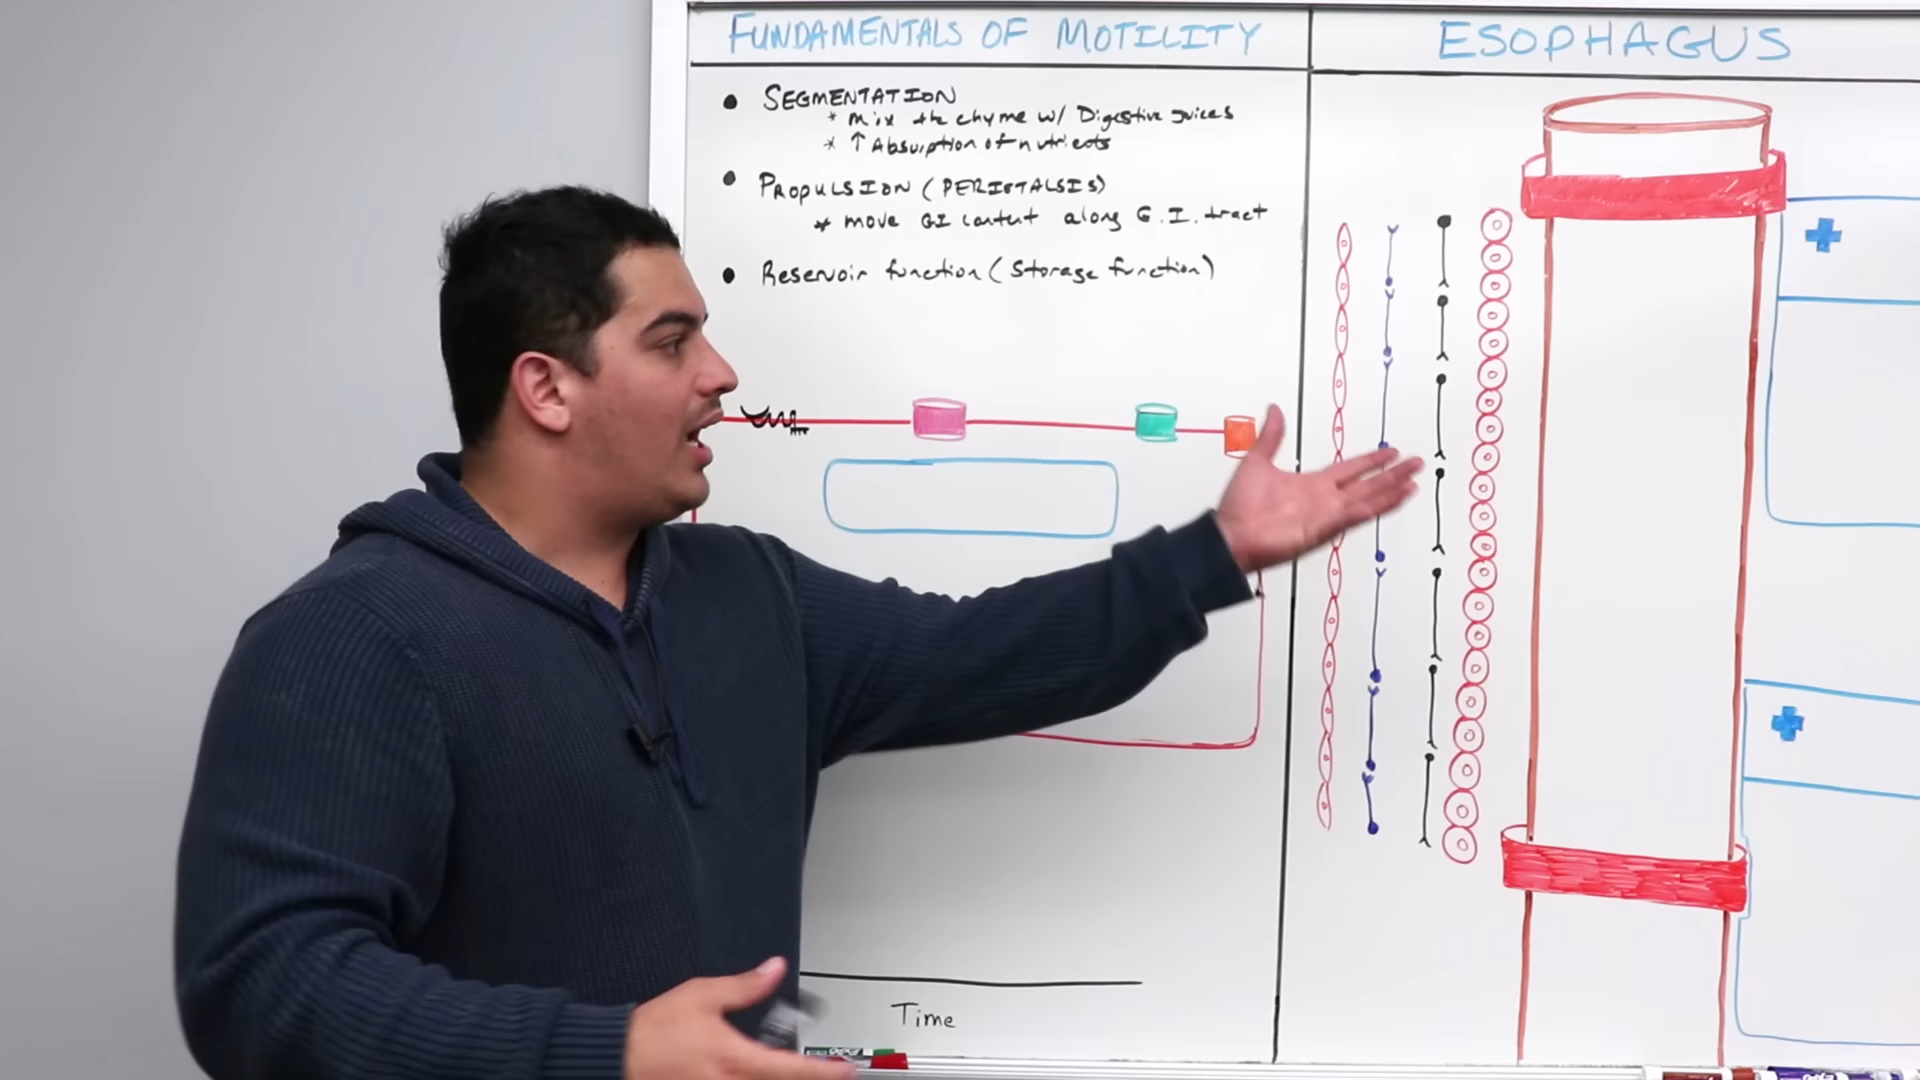 FUNDAMENTALS OF MOTILITY
• SEGMENTATION
* Mix the chyme w/ Digestive Juices
* ↑ Absorption of nutrients
• PROPULSION (PERISTALSIS)
* move GI content along G.I. tract
• Reservoir function (Storage function)
Time
ESOPHAGUS